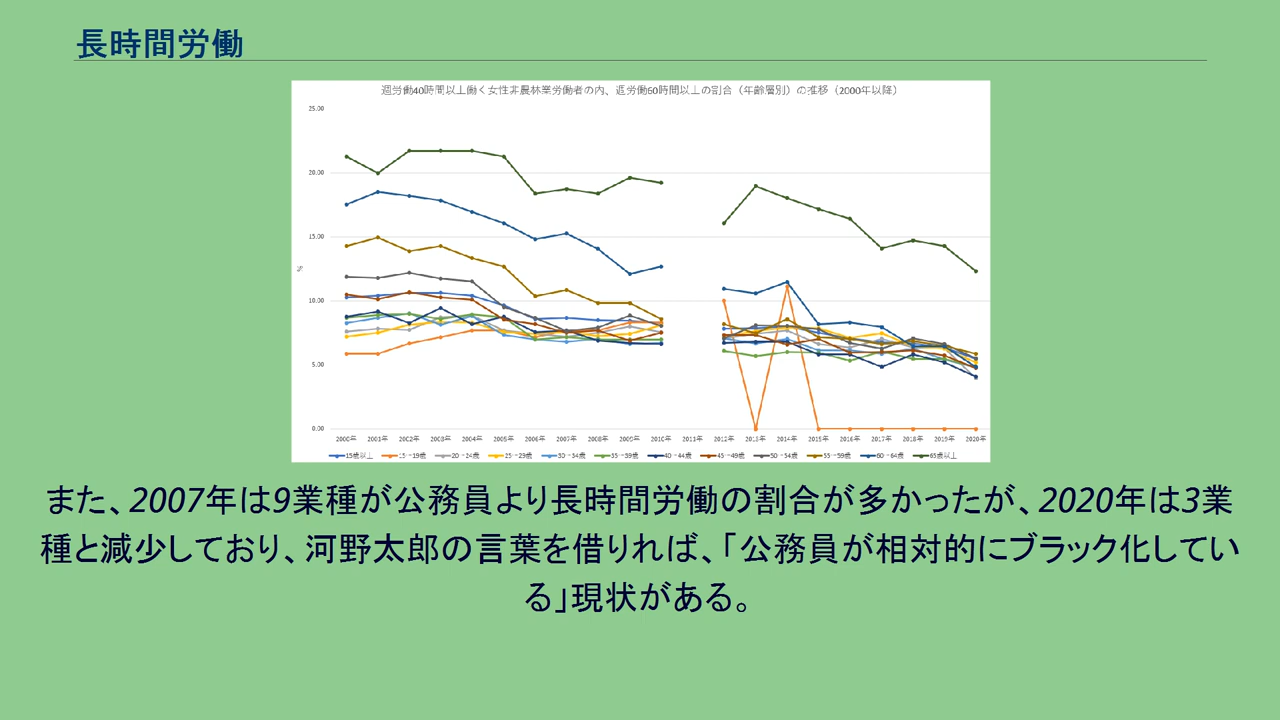 長時間労働
週労働40時間以上働く女性非農林業労働者の内、週労働60時間以上の割合（年齢層別）の推移（2000年以降）
25.00
20.00
15.00
%
10.00
5.00
0.00
2000年 2001年 2002年 2003年 2004年 2005年 2006年 2007年 2008年 2009年 2010年 2011年 2012年 2013年 2014年 2015年 2016年 2017年 2018年 2019年 2020年
15歳以上 15～19歳 20～24歳 25～29歳 30～34歳 35～39歳 40～44歳 45～49歳 50～54歳 55～59歳 60～64歳 65歳以上
また、2007年は9業種が公務員より長時間労働の割合が多かったが、2020年は3業
種と減少しており、河野太郎の言葉を借りれば、「公務員が相対的にブラック化してい
る」現状がある。